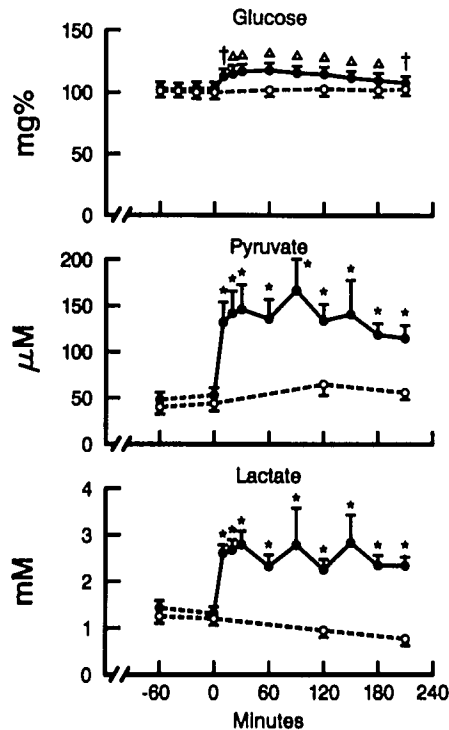 Glucose
150
† △ △ △ △ △ △ △ †
100
mg%
50
0
Pyruvate
200
* * * * * * * * *
150
μM
100
50
0
Lactate
4
* * * * * * * * *
3
mM
2
1
0
-60 0 60 120 180 240
Minutes